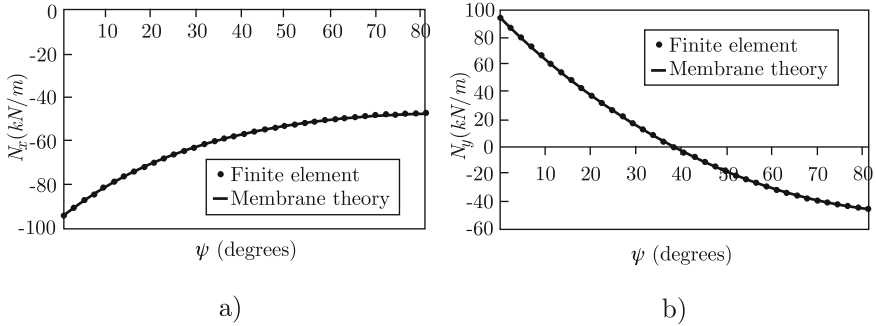 0
-20
-40
-60
-80
-100
10 20 30 40 50 60 70 80
N_x(kN/m)
Finite element
Membrane theory
ψ (degrees)
a)
100
80
60
40
20
0
-20
-40
-60
10 20 30 40 50 60 70 80
N_y(kN/m)
Finite element
Membrane theory
ψ (degrees)
b)